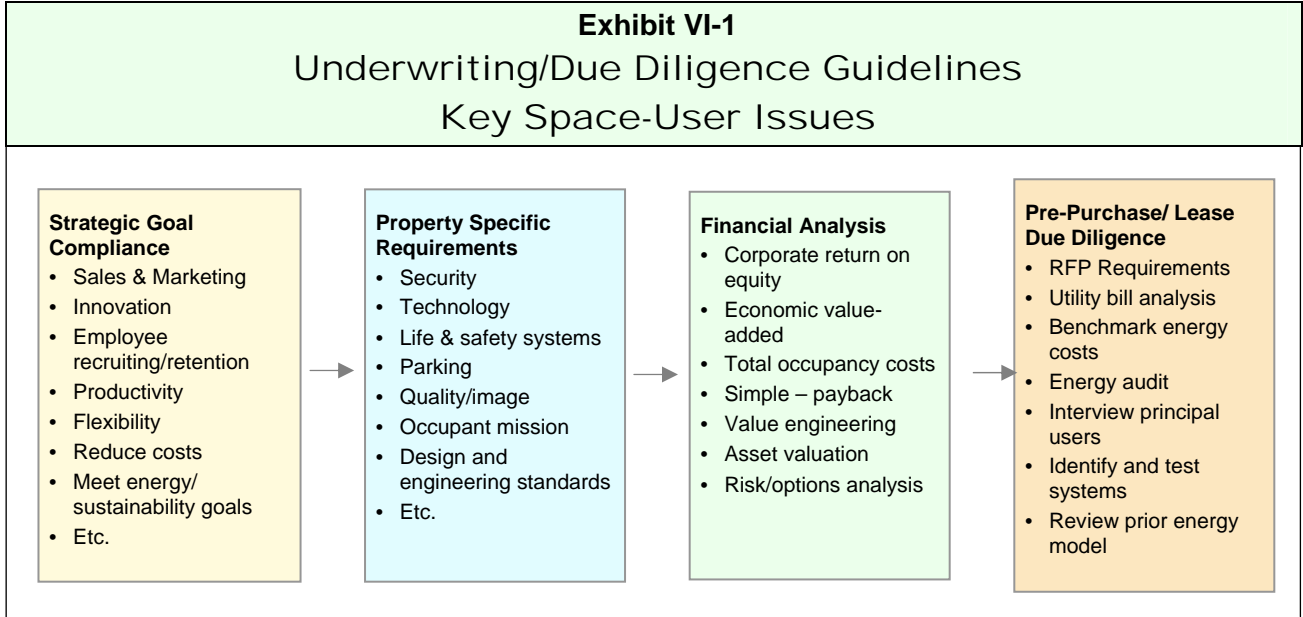 Exhibit VI-1
Underwriting/Due Diligence Guidelines
Key Space-User Issues
Strategic Goal
Compliance
• Sales & Marketing
• Innovation
• Employee
recruiting/retention
• Productivity
• Flexibility
• Reduce costs
• Meet energy/
sustainability goals
• Etc.
Property Specific
Requirements
• Security
• Technology
• Life & safety systems
• Parking
• Quality/image
• Occupant mission
• Design and
engineering standards
• Etc.
Financial Analysis
• Corporate return on
equity
• Economic value-
added
• Total occupancy costs
• Simple – payback
• Value engineering
• Asset valuation
• Risk/options analysis
Pre-Purchase/ Lease
Due Diligence
• RFP Requirements
• Utility bill analysis
• Benchmark energy
costs
• Energy audit
• Interview principal
users
• Identify and test
systems
• Review prior energy
model